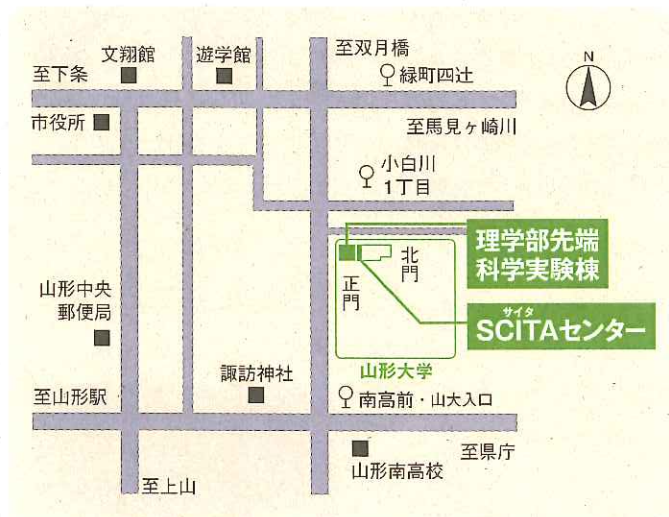 至双月橋
文翔館
遊学館
N
至下条
緑町四辻
市役所
至馬見ヶ崎川
小白川
1丁目
理学部先端
科学実験棟
北門
正門
サイタ
SCITAセンター
山形中央
郵便局
山形大学
諏訪神社
至山形駅
南高前・山大入口
至県庁
山形南高校
至上山